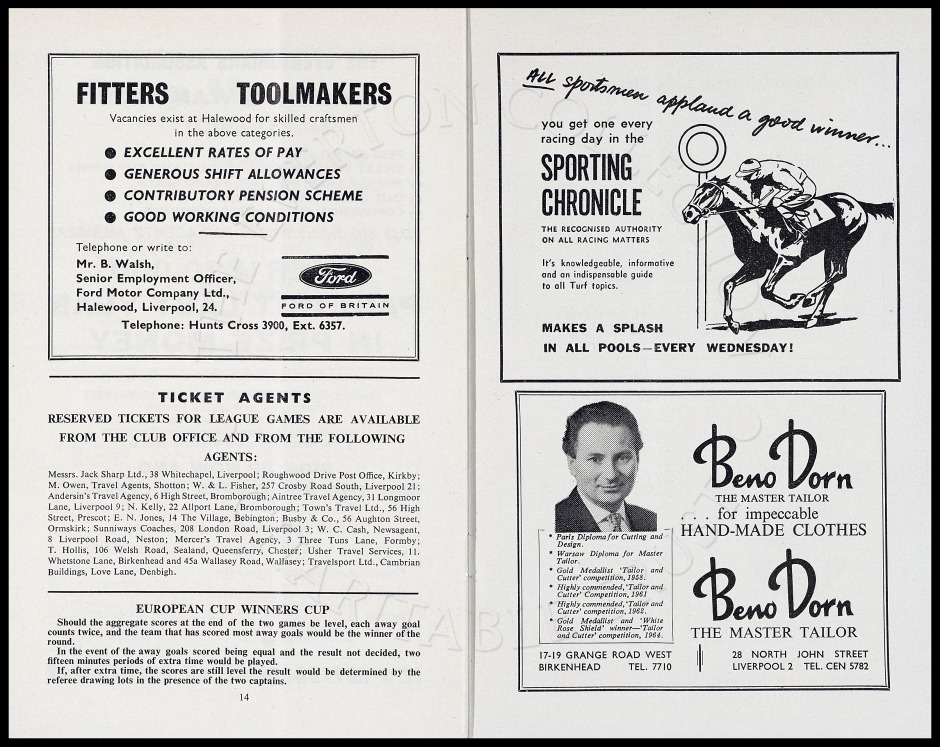 FITTERS TOOLMAKERS
Vacancies exist at Halewood for skilled craftsmen
in the above categories.
● EXCELLENT RATES OF PAY
● GENEROUS SHIFT ALLOWANCES
● CONTRIBUTORY PENSION SCHEME
● GOOD WORKING CONDITIONS
Telephone or write to:
Mr. B. Walsh,
Senior Employment Officer,
Ford Motor Company Ltd.,
Halewood, Liverpool, 24.
Ford
FORD OF BRITAIN
Telephone: Hunts Cross 3900, Ext. 6357.
TICKET AGENTS
RESERVED TICKETS FOR LEAGUE GAMES ARE AVAILABLE
FROM THE CLUB OFFICE AND FROM THE FOLLOWING
AGENTS:
Messrs. Jack Sharp Ltd., 38 Whitechapel, Liverpool; Roughwood Drive Post Office, Kirkby;
M. Owen, Travel Agents, Shotton; W. & L. Fisher, 257 Crosby Road South, Liverpool 21;
Andersin's Travel Agency, 6 High Street, Bromborough; Aintree Travel Agency, 31 Longmoor
Lane, Liverpool 9; N. Kelly, 22 Allport Lane, Bromborough; Town's Travel Ltd., 56 High
Street, Prescot; E. N. Jones, 14 The Village, Bebington; Busby & Co., 56 Aughton Street,
Ormskirk; Sunniways Coaches, 208 London Road, Liverpool 3; W. C. Cash, Newsagent,
8 Liverpool Road, Neston; Mercer's Travel Agency, 3 Three Tuns Lane, Formby;
T. Hollis, 106 Welsh Road, Sealand, Queensferry, Chester; Usher Travel Services, 11.
Whetstone Lane, Birkenhead and 45a Wallasey Road, Wallasey; Travelsport Ltd., Cambrian
Buildings, Love Lane, Denbigh.
EUROPEAN CUP WINNERS CUP
Should the aggregate scores at the end of the two games be level, each away goal
counts twice, and the team that has scored most away goals would be the winner of the
round.
In the event of the away goals scored being equal and the result not decided, two
fifteen minutes periods of extra time would be played.
If, after extra time, the scores are still level the result would be determined by the
referee drawing lots in the presence of the two captains.
14
ALL sportsmen applaud a good winner...
you get one every
racing day in the
SPORTING
CHRONICLE
THE RECOGNISED AUTHORITY
ON ALL RACING MATTERS
It's knowledgeable, informative
and an indispensable guide
to all Turf topics.
1
MAKES A SPLASH
IN ALL POOLS—EVERY WEDNESDAY!
* Paris Diploma for Cutting and
Design.
* Warsaw Diploma for Master
Tailor.
* Gold Medallist 'Tailor and
Cutter' competition, 1958.
* Highly commended, 'Tailor and
Cutter' Competition, 1961
* Highly commended, 'Tailor and
Cutter' competition, 1962.
* Gold Medallist and 'White
Rose Shield' winner—'Tailor
and Cutter' competition, 1964.
Beno Dorn
THE MASTER TAILOR
. . . for impeccable
HAND-MADE CLOTHES
Beno Dorn
THE MASTER TAILOR
17-19 GRANGE ROAD WEST
BIRKENHEAD TEL. 7710
28 NORTH JOHN STREET
LIVERPOOL 2 TEL. CEN 5782